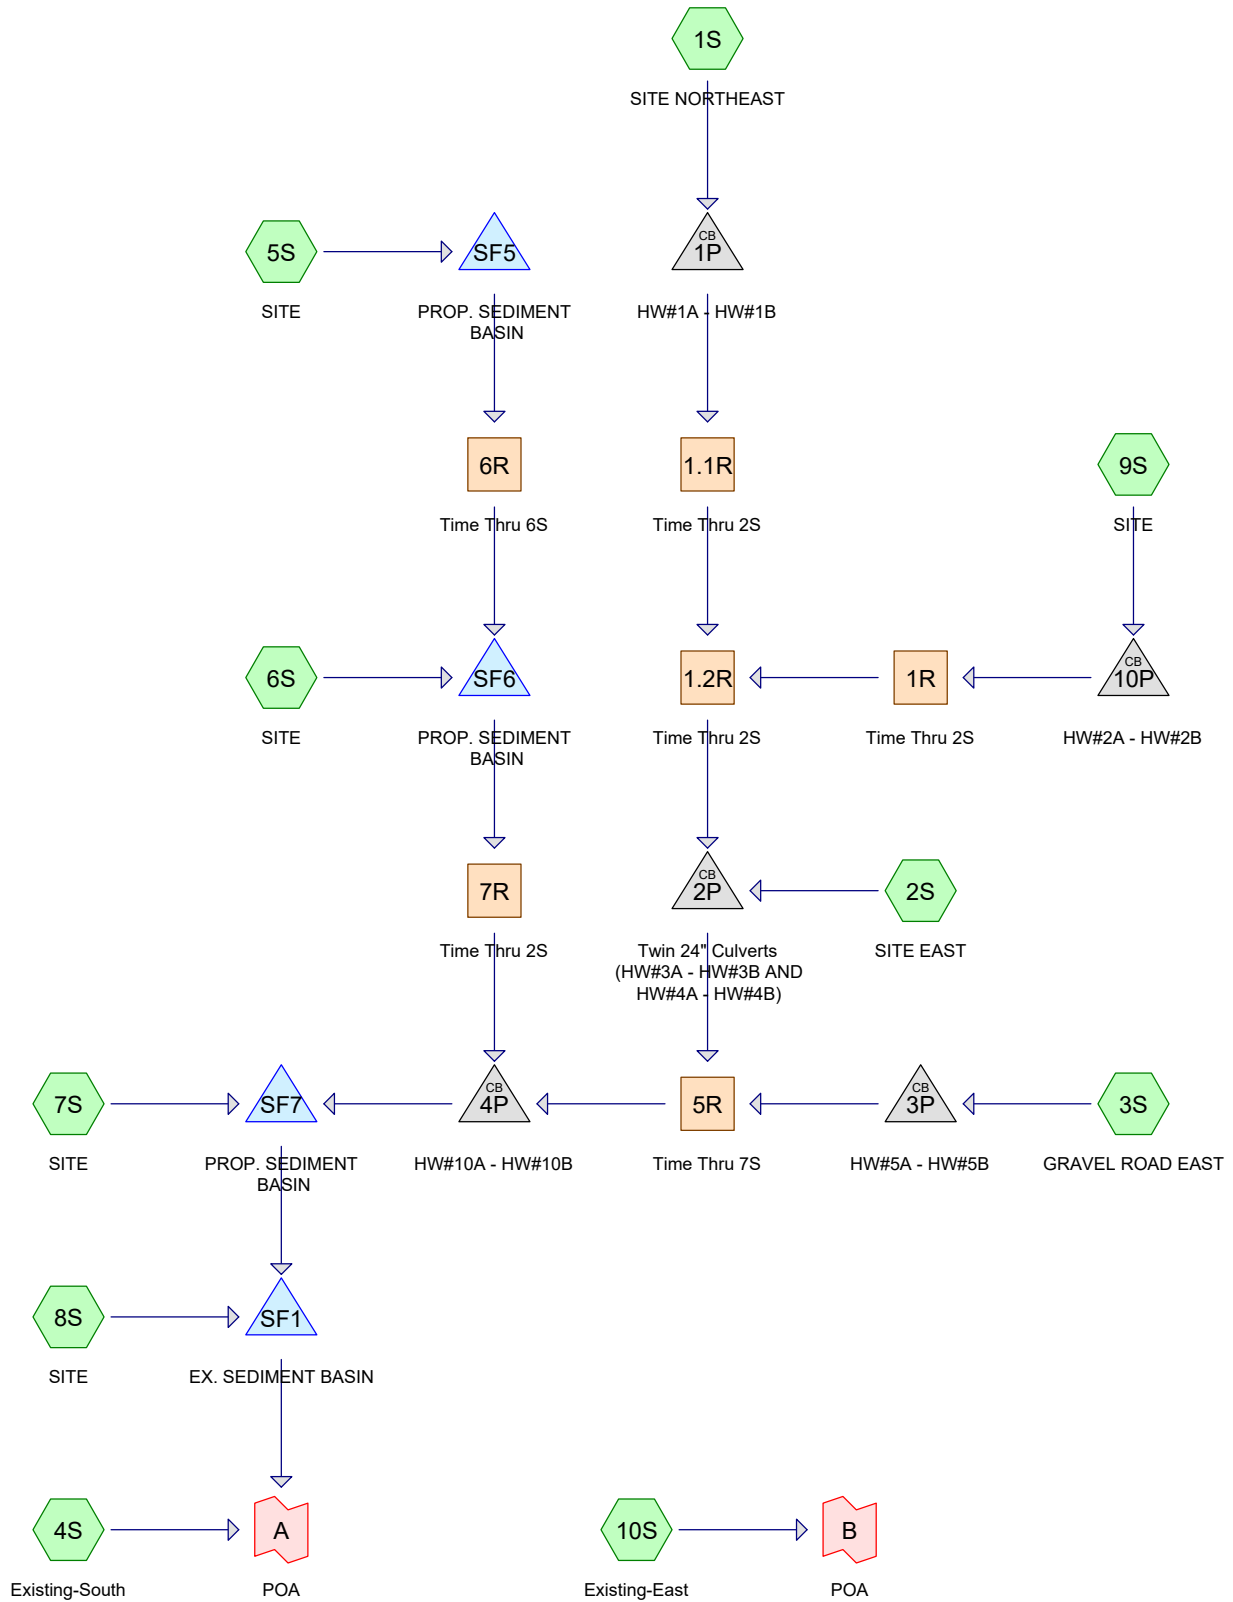 1S
SITE NORTHEAST
5S
SITE
SF5
PROP. SEDIMENT
BASIN
CB
1P
HW#1A - HW#1B
6R
Time Thru 6S
1.1R
Time Thru 2S
9S
SITE
6S
SITE
SF6
PROP. SEDIMENT
BASIN
1.2R
Time Thru 2S
1R
Time Thru 2S
CB
10P
HW#2A - HW#2B
7R
Time Thru 2S
CB
2P
Twin 24" Culverts
(HW#3A - HW#3B AND
HW#4A - HW#4B)
2S
SITE EAST
7S
SITE
SF7
PROP. SEDIMENT
BASIN
CB
4P
HW#10A - HW#10B
5R
Time Thru 7S
CB
3P
HW#5A - HW#5B
3S
GRAVEL ROAD EAST
8S
SITE
SF1
EX. SEDIMENT BASIN
4S
Existing-South
A
POA
10S
Existing-East
B
POA